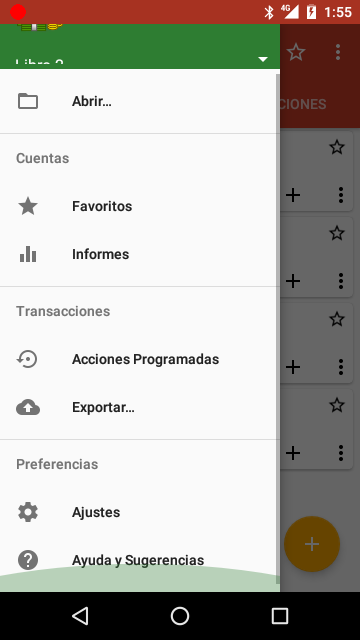 4G 1:55
Libro 2
CIONES
Abrir...
Cuentas
Favoritos
Informes
Transacciones
Acciones Programadas
Exportar...
Preferencias
Ajustes
Ayuda y Sugerencias